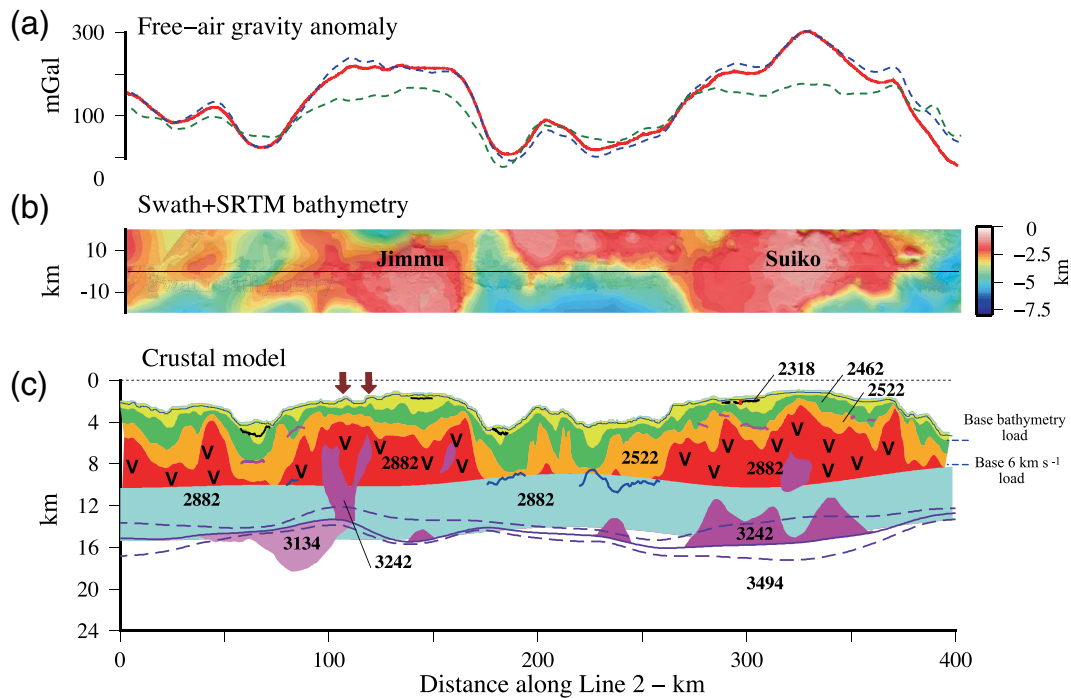 (a) Free−air gravity anomaly
300
100
0
mGal
(b) Swath+SRTM bathymetry
10
-10
km
Jimmu
Suiko
0
−2.5
−5
−7.5
km
(c) Crustal model
0
4
8
12
16
20
24
km
2318
2462
2522
Base bathymetry
load
Base 6 km s⁻¹
load
V V V V V V V V V V V V V V V V V V
2882
2522
2882
2882
2882
3134
3242
3242
3494
0 100 200 300 400
Distance along Line 2 − km